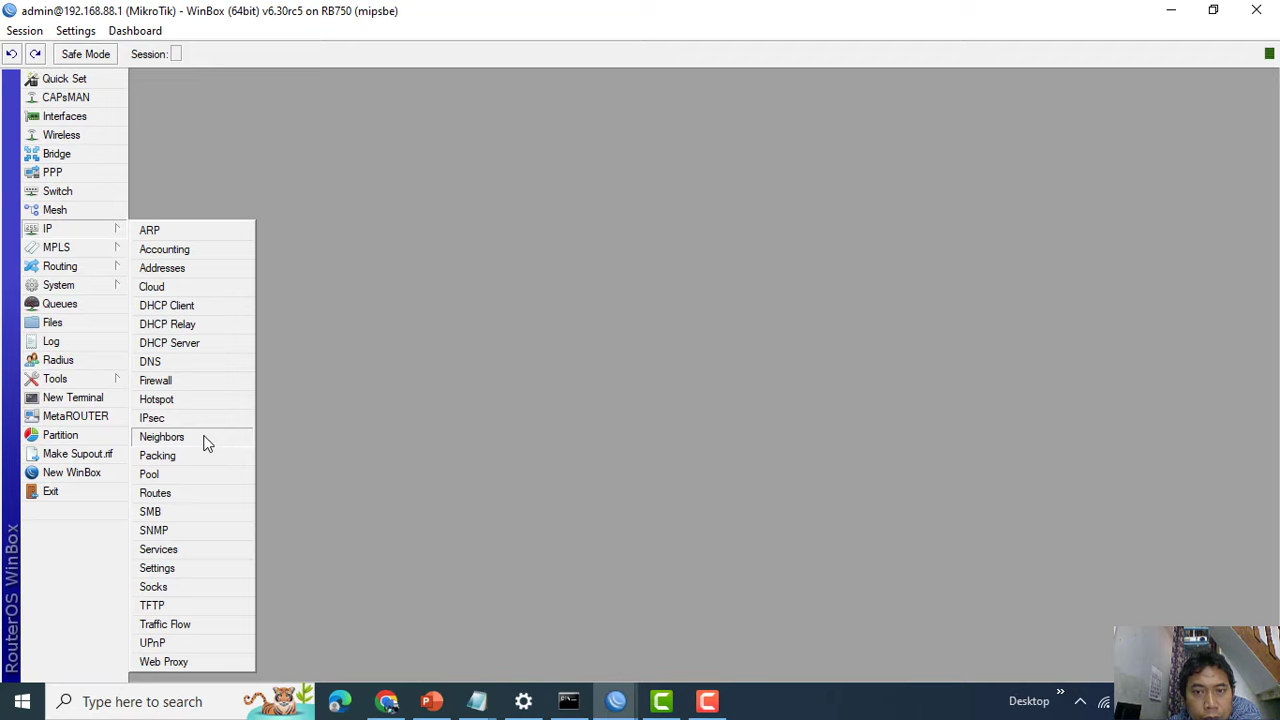 admin@192.168.88.1 (MikroTik) - WinBox (64bit) v6.30rc5 on RB750 (mipsbe)
Session Settings Dashboard
Safe Mode Session:
Quick Set
CAPsMAN
Interfaces
Wireless
Bridge
PPP
Switch
Mesh
IP
MPLS
Routing
System
Queues
Files
Log
Radius
Tools
New Terminal
MetaROUTER
Partition
Make Supout.rif
New WinBox
Exit
ARP
Accounting
Addresses
Cloud
DHCP Client
DHCP Relay
DHCP Server
DNS
Firewall
Hotspot
IPsec
Neighbors
Packing
Pool
Routes
SMB
SNMP
Services
Settings
Socks
TFTP
Traffic Flow
UPnP
Web Proxy
RouterOS WinBox
Type here to search
Desktop